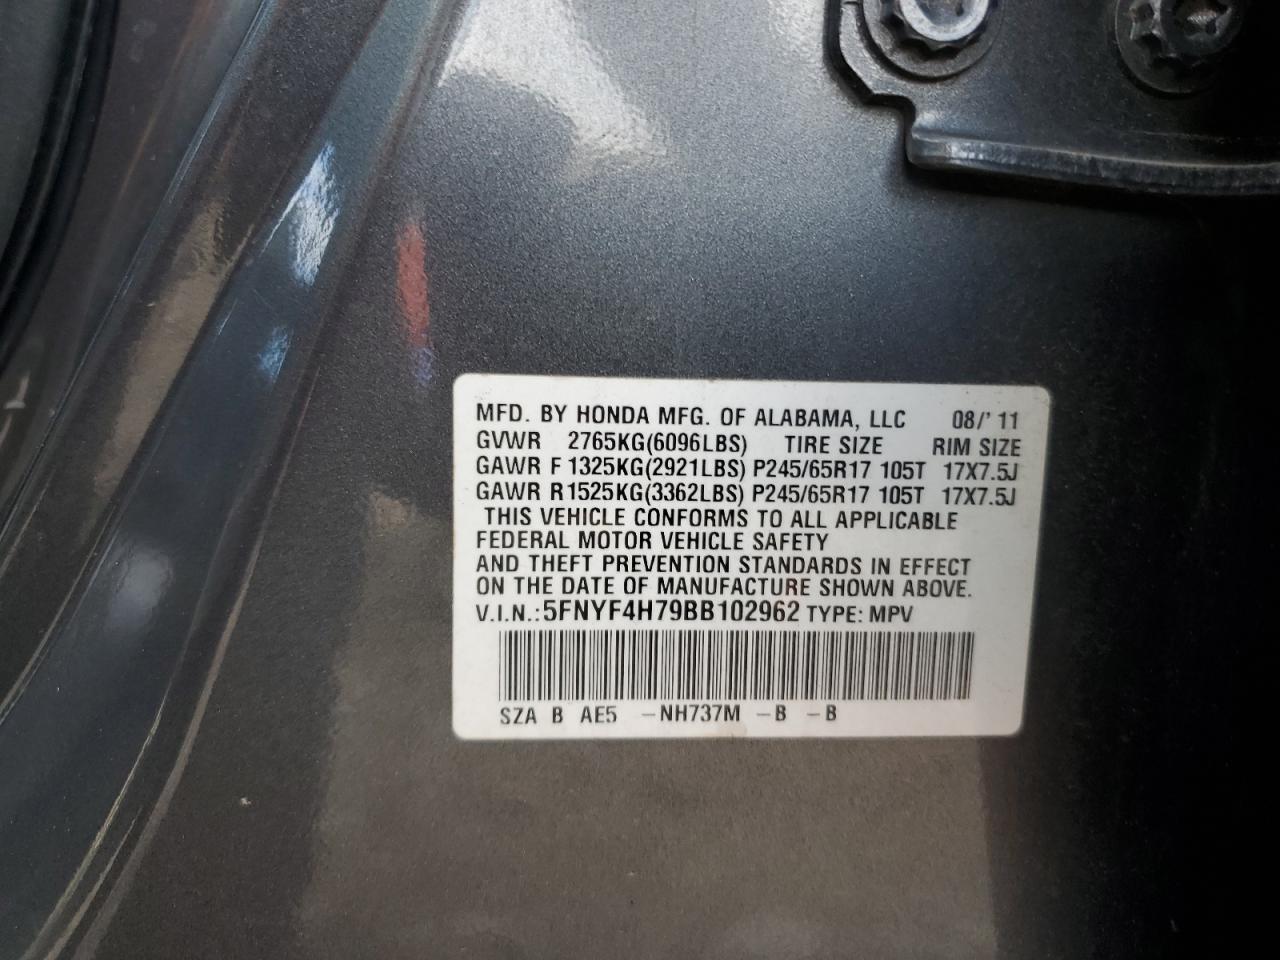 MFD. BY HONDA MFG. OF ALABAMA, LLC 08/'11
GVWR 2765KG(6096LBS) TIRE SIZE RIM SIZE
GAWR F 1325KG(2921LBS) P245/65R17 105T 17X7.5J
GAWR R 1525KG(3362LBS) P245/65R17 105T 17X7.5J
THIS VEHICLE CONFORMS TO ALL APPLICABLE
FEDERAL MOTOR VEHICLE SAFETY
AND THEFT PREVENTION STANDARDS IN EFFECT
ON THE DATE OF MANUFACTURE SHOWN ABOVE.
V.I.N.:5FNYF4H79BB102962 TYPE: MPV
SZA B AE5 -NH737M -B -B